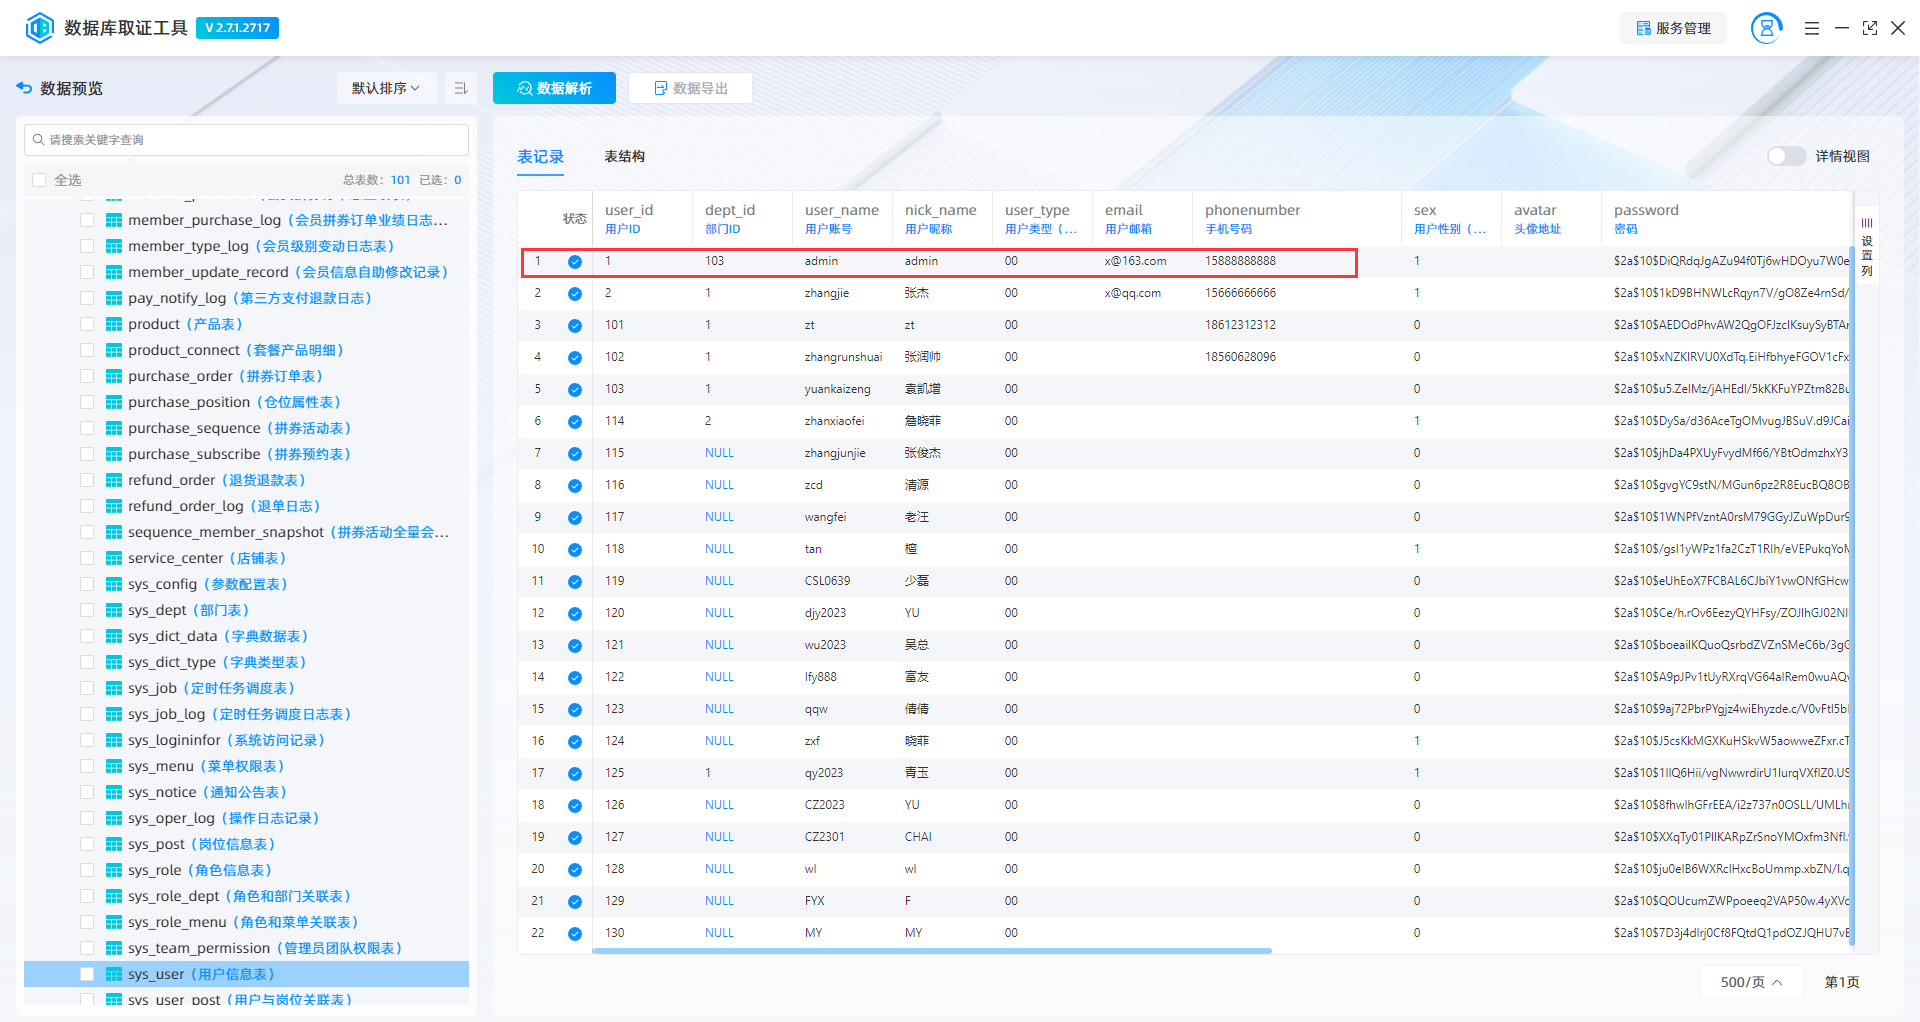 数据库取证工具 V 2.7.1.2717 服务管理
数据预览 默认排序 数据解析 数据导出
请搜索关键字查询
全选 总表数：101 已选：0
member_purchase_log（会员拼券订单业绩日志...
member_type_log（会员级别变动日志表）
member_update_record（会员信息自助修改记录）
pay_notify_log（第三方支付退款日志）
product（产品表）
product_connect（套餐产品明细）
purchase_order（拼券订单表）
purchase_position（仓位属性表）
purchase_sequence（拼券活动表）
purchase_subscribe（拼券预约表）
refund_order（退货退款表）
refund_order_log（退单日志）
sequence_member_snapshot（拼券活动全量会...
service_center（店铺表）
sys_config（参数配置表）
sys_dept（部门表）
sys_dict_data（字典数据表）
sys_dict_type（字典类型表）
sys_job（定时任务调度表）
sys_job_log（定时任务调度日志表）
sys_logininfor（系统访问记录）
sys_menu（菜单权限表）
sys_notice（通知公告表）
sys_oper_log（操作日志记录）
sys_post（岗位信息表）
sys_role（角色信息表）
sys_role_dept（角色和部门关联表）
sys_role_menu（角色和菜单关联表）
sys_team_permission（管理员团队权限表）
sys_user（用户信息表）
sys_user_post（用户与岗位关联表）
表记录 表结构 详情视图
状态 user_id dept_id user_name nick_name user_type email phonenumber sex avatar password
用户ID 部门ID 用户账号 用户昵称 用户类型（... 用户邮箱 手机号码 用户性别（... 头像地址 密码
设置列
1 1 103 admin admin 00 x@163.com 15888888888 1 $2a$10$DiQRdqJgAZu94f0Tj6wHDOyu7W0e
2 2 1 zhangjie 张杰 00 x@qq.com 15666666666 1 $2a$10$1kD9BHNWLcRqyn7V/gO8Ze4rnSd/
3 101 1 zt zt 00 18612312312 0 $2a$10$AEDOdPhvAW2QgOFJzcIKsuySyBTAr
4 102 1 zhangrunshuai 张润帅 00 18560628096 0 $2a$10$xNZKIRVU0XdTq.EiHfbhyeFGOV1cFx
5 103 1 yuankaizeng 袁凯增 00 0 $2a$10$u5.ZelMz/jAHEdl/5kKKFuYPZtm82Bu
6 114 2 zhanxiaofei 詹晓菲 00 1 $2a$10$DySa/d36AceTgOMvugJBSuV.d9JCai
7 115 NULL zhangjunjie 张俊杰 00 0 $2a$10$jhDa4PXUyFvydMf66/YBtOdmzhxY3
8 116 NULL zcd 清源 00 0 $2a$10$gvgYC9stN/MGun6pz2R8EucBQ8OB
9 117 NULL wangfei 老汪 00 0 $2a$10$1WNPfVzntA0rsM79GGyJZuWpDur9
10 118 NULL tan 檀 00 1 $2a$10$/gsI1yWPz1fa2CzT1RIh/eVEPukqYoM
11 119 NULL CSL0639 少磊 00 0 $2a$10$eUhEoX7FCBAL6CJbiY1vwONfGHcw
12 120 NULL djy2023 YU 00 0 $2a$10$Ce/h.rOv6EezyQYHFsy/ZOJIhGJ02NI
13 121 NULL wu2023 吴总 00 0 $2a$10$boeailKQuoQsrbdZVZnSMeC6b/3gG
14 122 NULL lfy888 富友 00 0 $2a$10$A9pJPv1tUyRXrqVG64alRem0wuAQv
15 123 NULL qqw 倩倩 00 0 $2a$10$9aj72PbrPYgjz4wiEhyzde.c/V0vFtI5bI
16 124 NULL zxf 晓菲 00 1 $2a$10$J5csKkMGXKuHSkvW5aowweZFxr.cT
17 125 1 qy2023 青玉 00 1 $2a$10$1IIQ6Hii/vgNwwrdirU1IurqVXfIZ0.US
18 126 NULL CZ2023 YU 00 0 $2a$10$8fhwIhGFrEEA/i2z737n0OSLL/UMLhr
19 127 NULL CZ2301 CHAI 00 0 $2a$10$XXqTy01PIIKARpZrSnoYMOxfm3NfI.
20 128 NULL wl wl 00 0 $2a$10$ju0eIB6WXRcIHxcBoUmmp.xbZN/I.q
21 129 NULL FYX F 00 0 $2a$10$QOUcumZWPpoeeq2VAP50w.4yXVc
22 130 NULL MY MY 00 0 $2a$10$7D3j4dIrj0Cf8FQtdQ1pdOZJQHU7vE
500/页 第1页